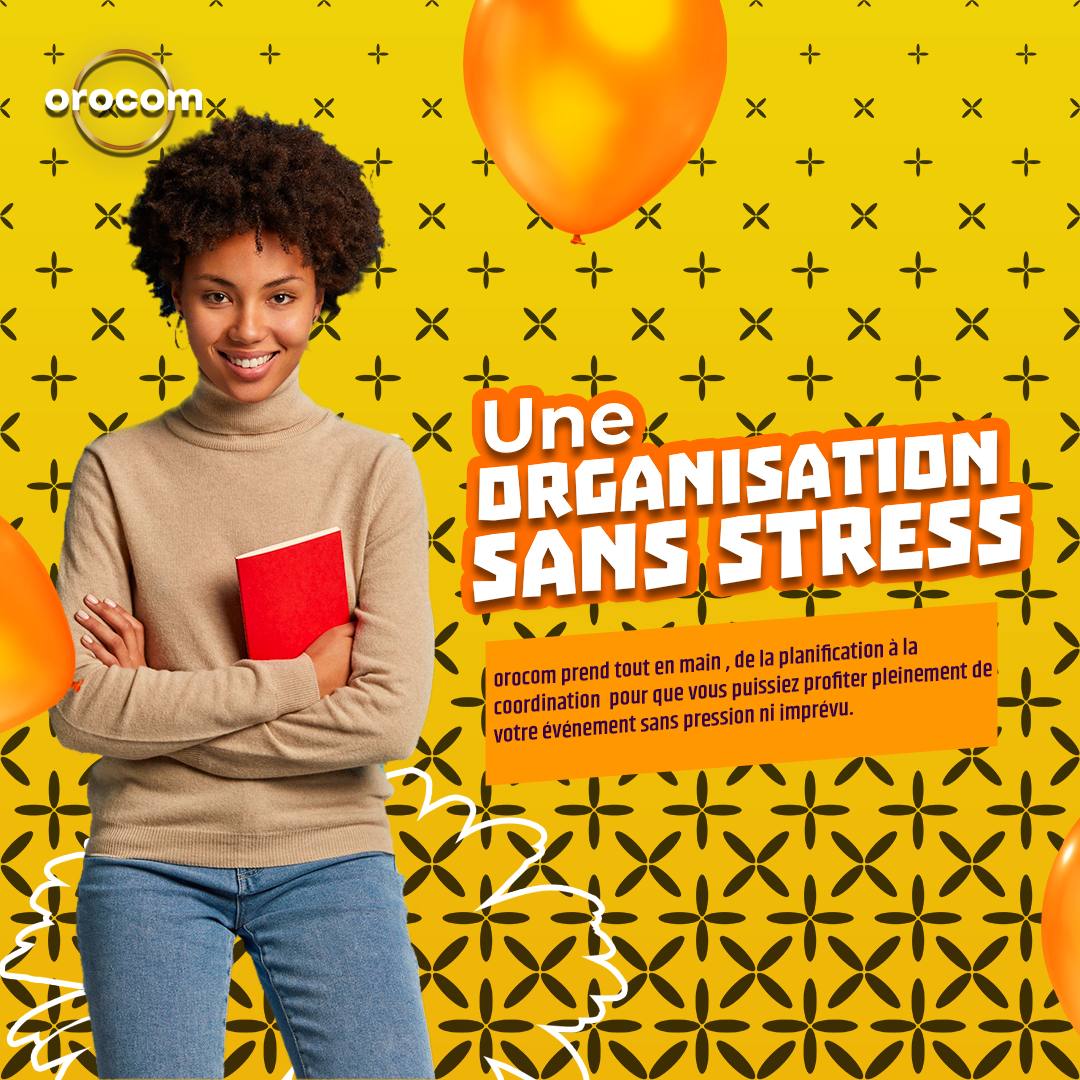 orocom
Une
ORGANISATION
SANS STRESS
orocom prend tout en main , de la planification à la
coordination  pour que vous puissiez profiter pleinement de
votre événement sans pression ni imprévu.